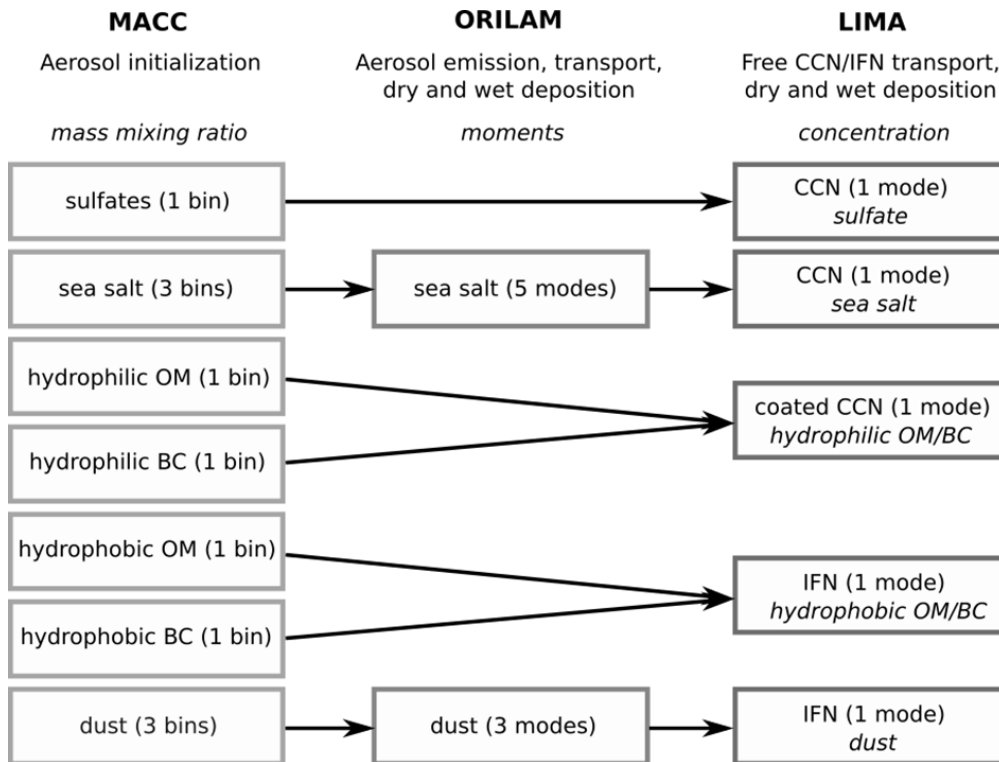 MACC
Aerosol initialization
mass mixing ratio
sulfates (1 bin)
sea salt (3 bins)
hydrophilic OM (1 bin)
hydrophilic BC (1 bin)
hydrophobic OM (1 bin)
hydrophobic BC (1 bin)
dust (3 bins)
ORILAM
Aerosol emission, transport,
dry and wet deposition
moments
sea salt (5 modes)
dust (3 modes)
LIMA
Free CCN/IFN transport,
dry and wet deposition
concentration
CCN (1 mode)
sulfate
CCN (1 mode)
sea salt
coated CCN (1 mode)
hydrophilic OM/BC
IFN (1 mode)
hydrophobic OM/BC
IFN (1 mode)
dust